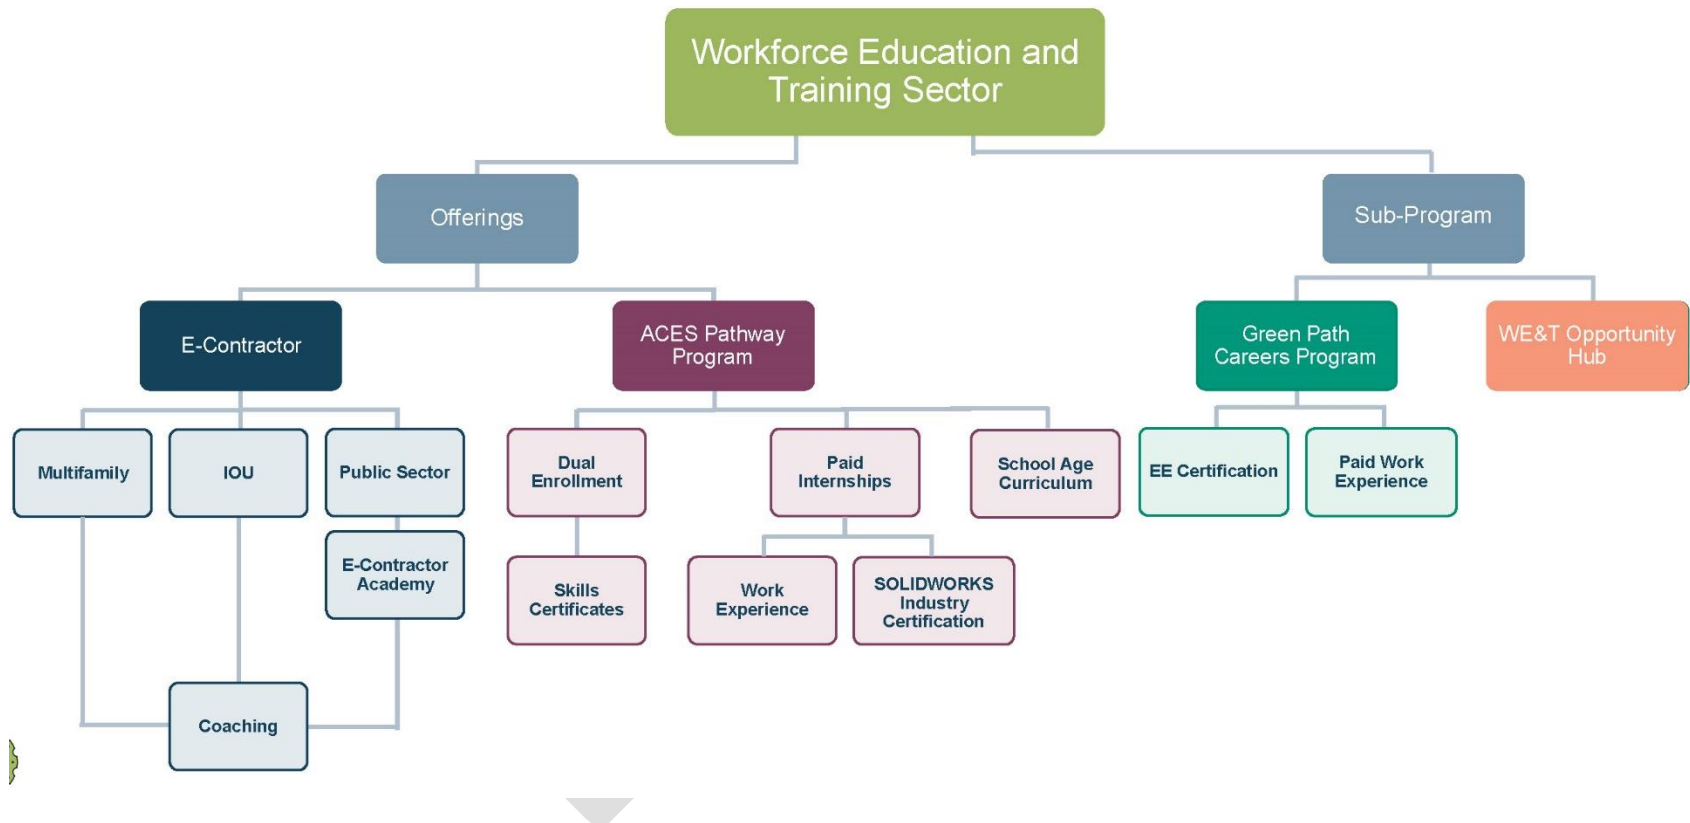 Workforce Education and
Training Sector
Offerings
Sub-Program
E-Contractor
ACES Pathway
Program
Green Path
Careers Program
WE&T Opportunity
Hub
Multifamily
IOU
Public Sector
Dual
Enrollment
Paid
Internships
School Age
Curriculum
EE Certification
Paid Work
Experience
E-Contractor
Academy
Skills
Certificates
Work
Experience
SOLIDWORKS
Industry
Certification
Coaching